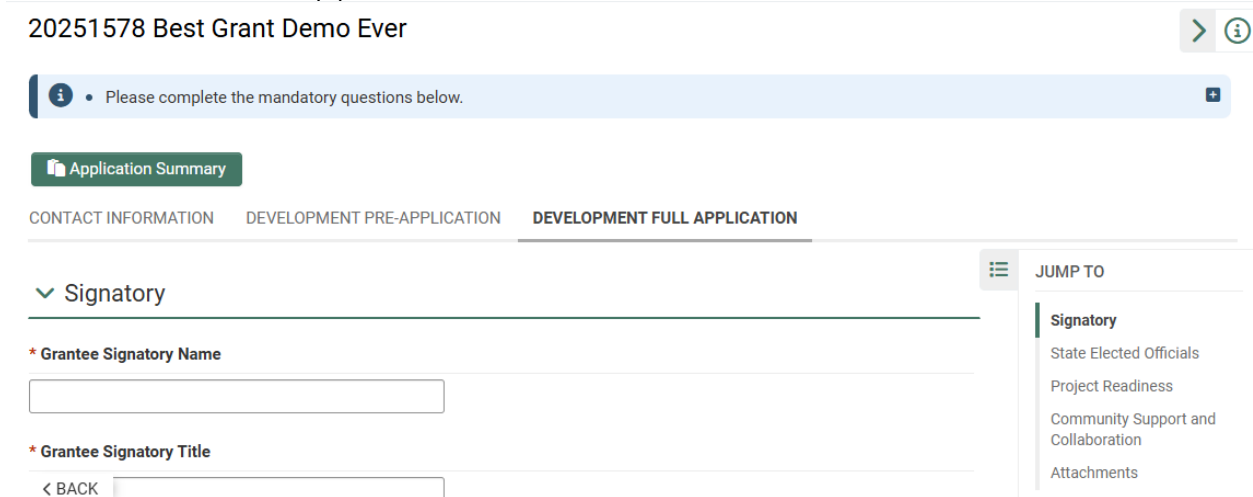 20251578 Best Grant Demo Ever
• Please complete the mandatory questions below.
Application Summary
CONTACT INFORMATION DEVELOPMENT PRE-APPLICATION DEVELOPMENT FULL APPLICATION
Signatory
* Grantee Signatory Name
* Grantee Signatory Title
< BACK
JUMP TO
Signatory
State Elected Officials
Project Readiness
Community Support and
Collaboration
Attachments